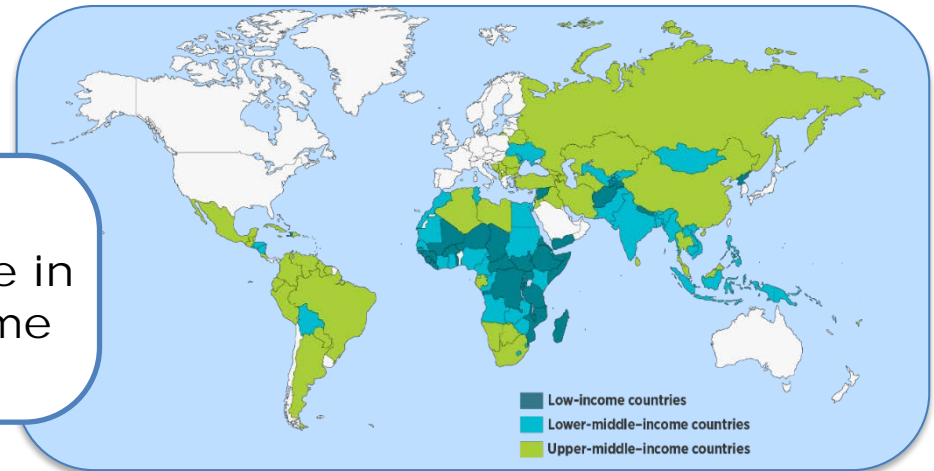 e in
me
Low-income countries
Lower-middle–income countries
Upper-middle–income countries